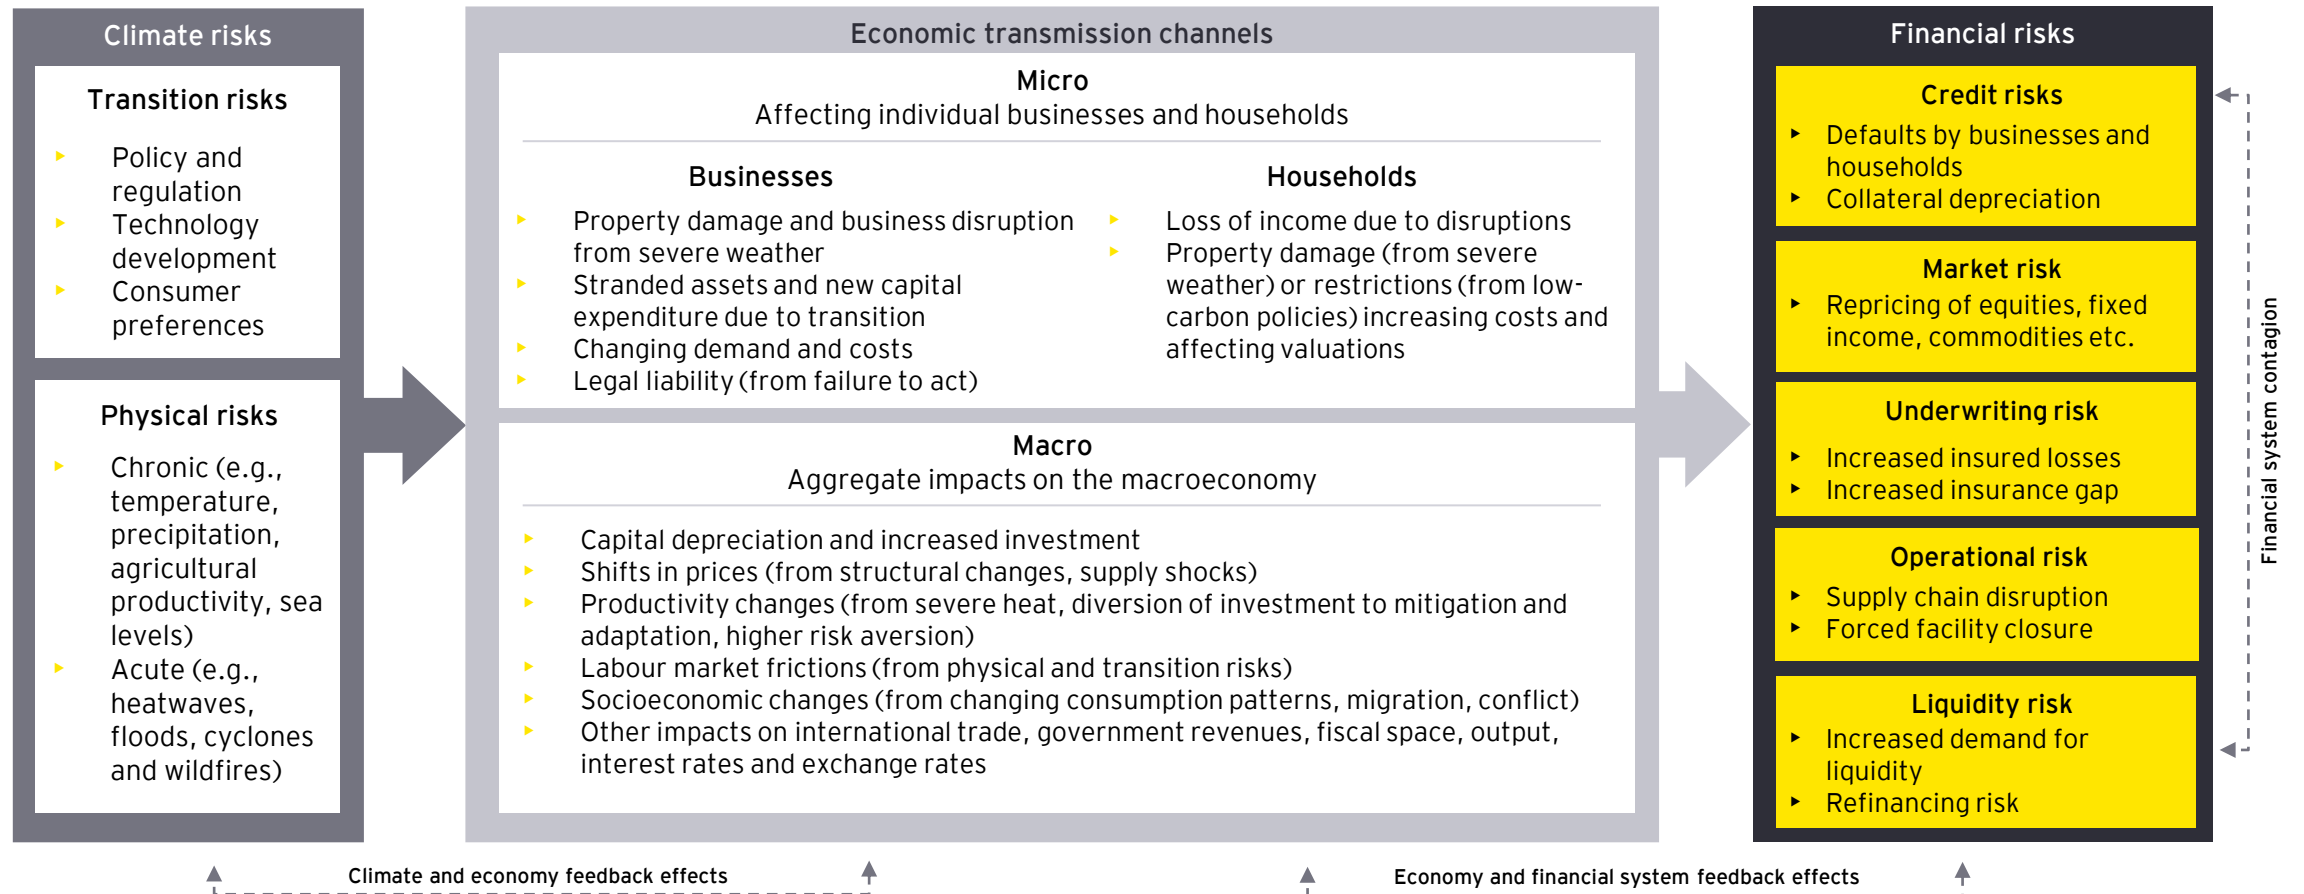 Climate risks
Transition risks
Policy and
regulation
Technology
development
Consumer
preferences
Physical risks
Chronic (e.g.,
temperature,
precipitation,
agricultural
productivity, sea
levels)
Acute (e.g.,
heatwaves,
floods, cyclones
and wildfires)
Economic transmission channels
Micro
Affecting individual businesses and households
Businesses
Property damage and business disruption
from severe weather
Stranded assets and new capital
expenditure due to transition
Changing demand and costs
Legal liability (from failure to act)
Households
Loss of income due to disruptions
Property damage (from severe
weather) or restrictions (from low-
carbon policies) increasing costs and
affecting valuations
Macro
Aggregate impacts on the macroeconomy
Capital depreciation and increased investment
Shifts in prices (from structural changes, supply shocks)
Productivity changes (from severe heat, diversion of investment to mitigation and
adaptation, higher risk aversion)
Labour market frictions (from physical and transition risks)
Socioeconomic changes (from changing consumption patterns, migration, conflict)
Other impacts on international trade, government revenues, fiscal space, output,
interest rates and exchange rates
Financial risks
Credit risks
Defaults by businesses and
households
Collateral depreciation
Market risk
Repricing of equities, fixed
income, commodities etc.
Underwriting risk
Increased insured losses
Increased insurance gap
Operational risk
Supply chain disruption
Forced facility closure
Liquidity risk
Increased demand for
liquidity
Refinancing risk
Financial system contagion
Climate and economy feedback effects
Economy and financial system feedback effects